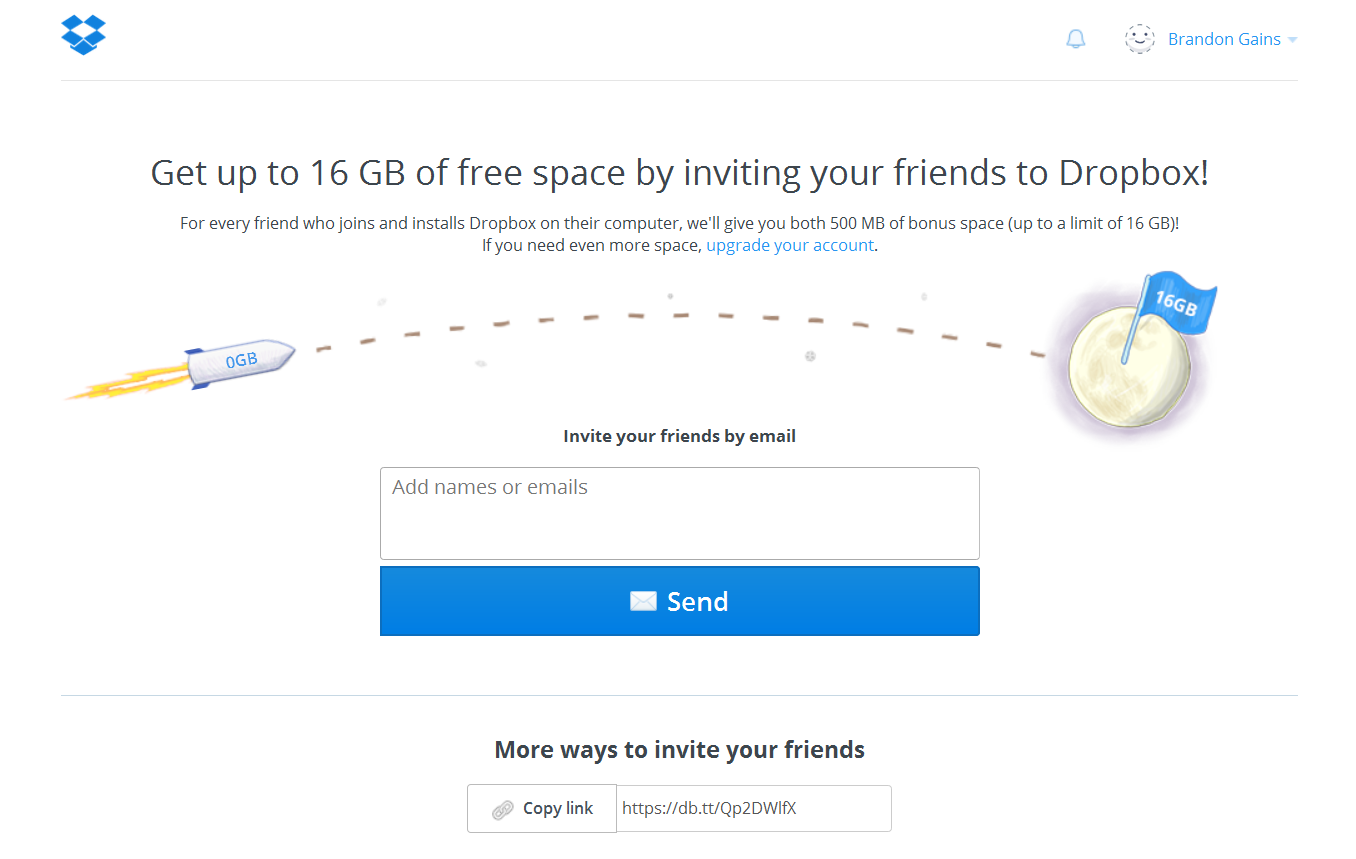 Brandon Gains
Get up to 16 GB of free space by inviting your friends to Dropbox!
For every friend who joins and installs Dropbox on their computer, we'll give you both 500 MB of bonus space (up to a limit of 16 GB)!
If you need even more space, upgrade your account.
16GB
0GB
Invite your friends by email
Add names or emails
Send
More ways to invite your friends
Copy link
https://db.tt/Qp2DWlfX